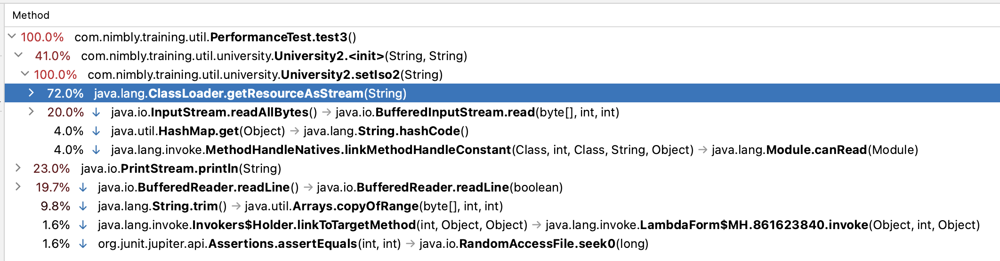 Method
100.0% com.nimbly.training.util.PerformanceTest.test3()
41.0% com.nimbly.training.util.university.University2.<init>(String, String)
100.0% com.nimbly.training.util.university.University2.setIso2(String)
72.0% java.lang.ClassLoader.getResourceAsStream(String)
20.0% ↓ java.io.InputStream.readAllBytes() → java.io.BufferedInputStream.read(byte[], int, int)
4.0% ↓ java.util.HashMap.get(Object) → java.lang.String.hashCode()
4.0% ↓ java.lang.invoke.MethodHandleNatives.linkMethodHandleConstant(Class, int, Class, String, Object) → java.lang.Module.canRead(Module)
23.0% java.io.PrintStream.println(String)
19.7% ↓ java.io.BufferedReader.readLine() → java.io.BufferedReader.readLine(boolean)
9.8% ↓ java.lang.String.trim() → java.util.Arrays.copyOfRange(byte[], int, int)
1.6% ↓ java.lang.invoke.Invokers$Holder.linkToTargetMethod(int, Object, Object) → java.lang.invoke.LambdaForm$MH.861623840.invoke(Object, int, Object)
1.6% ↓ org.junit.jupiter.api.Assertions.assertEquals(int, int) → java.io.RandomAccessFile.seek0(long)